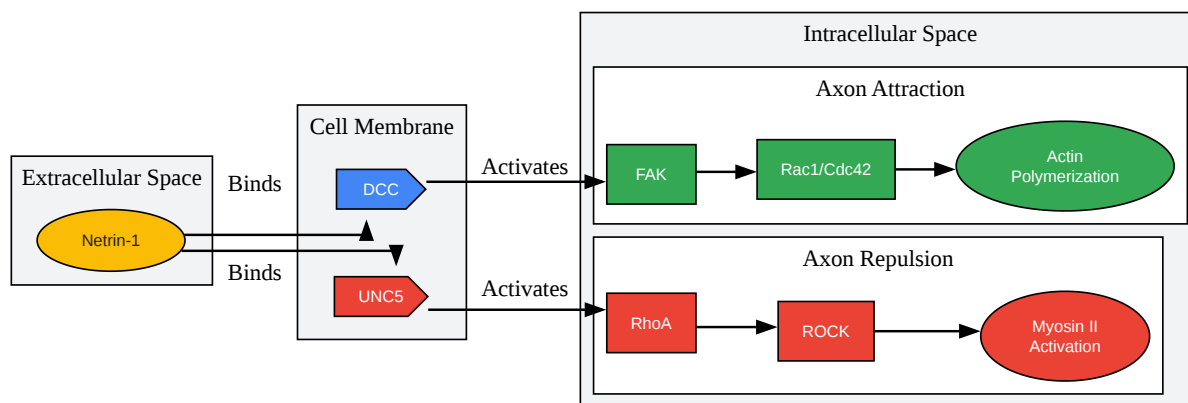 Intracellular Space
Axon Attraction
Cell Membrane
Extracellular Space
Binds
Activates
DCC
FAK
Rac1/Cdc42
Actin
Polymerization
Netrin-1
Binds
Activates
UNC5
Axon Repulsion
RhoA
ROCK
Myosin II
Activation